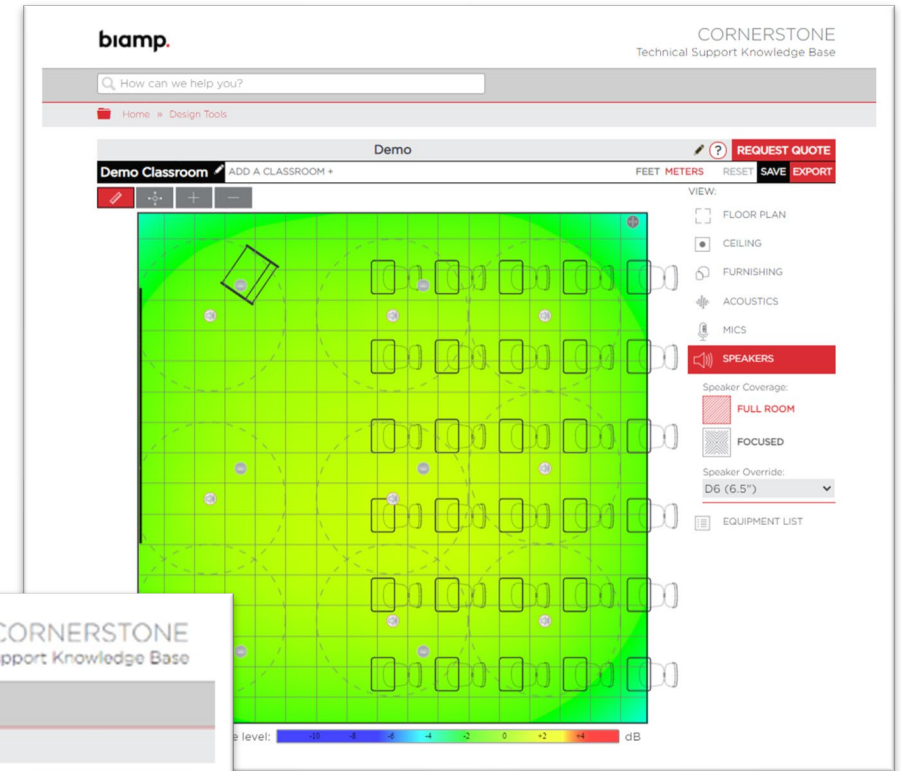 biamp.
CORNERSTONE
Technical Support Knowledge Base
How can we help you?
Home » Design Tools
Demo
? REQUEST QUOTE
Demo Classroom ADD A CLASSROOM + FEET METERS RESET SAVE EXPORT
VIEW:
FLOOR PLAN
CEILING
FURNISHING
ACOUSTICS
MICS
SPEAKERS
Speaker Coverage:
FULL ROOM
FOCUSED
Speaker Override:
D6 (6.5")
EQUIPMENT LIST
level: -10 -8 -6 -4 -2 0 +2 +4 dB
CORNERSTONE
Knowledge Base